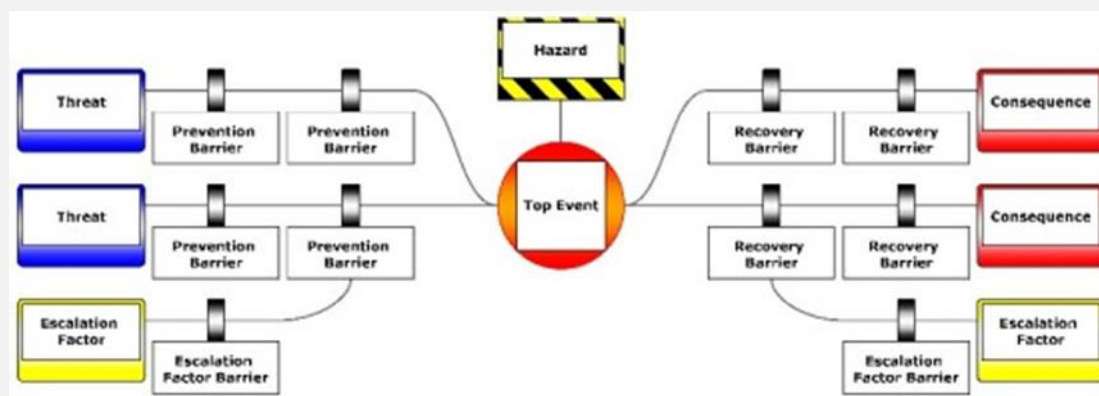 Hazard
Threat
Prevention
Barrier
Prevention
Barrier
Recovery
Barrier
Recovery
Barrier
Consequence
Threat
Prevention
Barrier
Prevention
Barrier
Top Event
Recovery
Barrier
Recovery
Barrier
Consequence
Escalation
Factor
Escalation
Factor Barrier
Escalation
Factor Barrier
Escalation
Factor